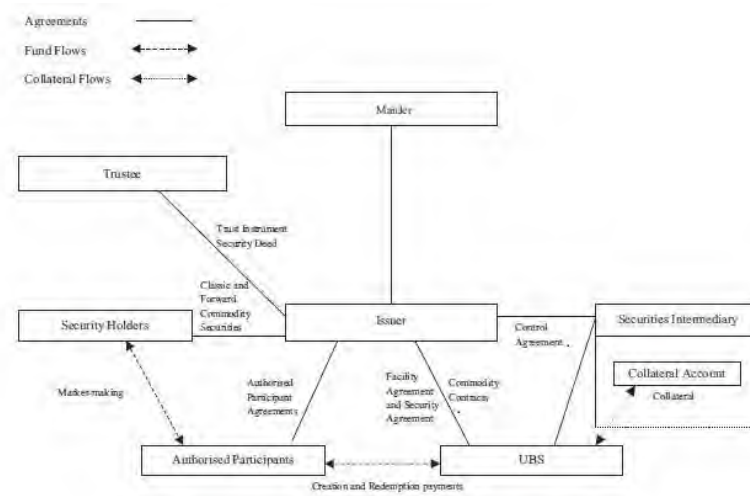 Agreements
Fund Flows
Collateral Flows
Manler
Trustee
Trust Instrument
Security Deed
Classic and
Forward
Commodity
Securities
Security Holders
Issuer
Securities Intermediary
Control
Agreement
Collateral Account
Collateral
Market-making
Authorised
Participant
Agreements
Facility
Agreement
and Security
Agreement
Commodity
Contracts
Authorised Participants
UBS
Creation and Redemption payments